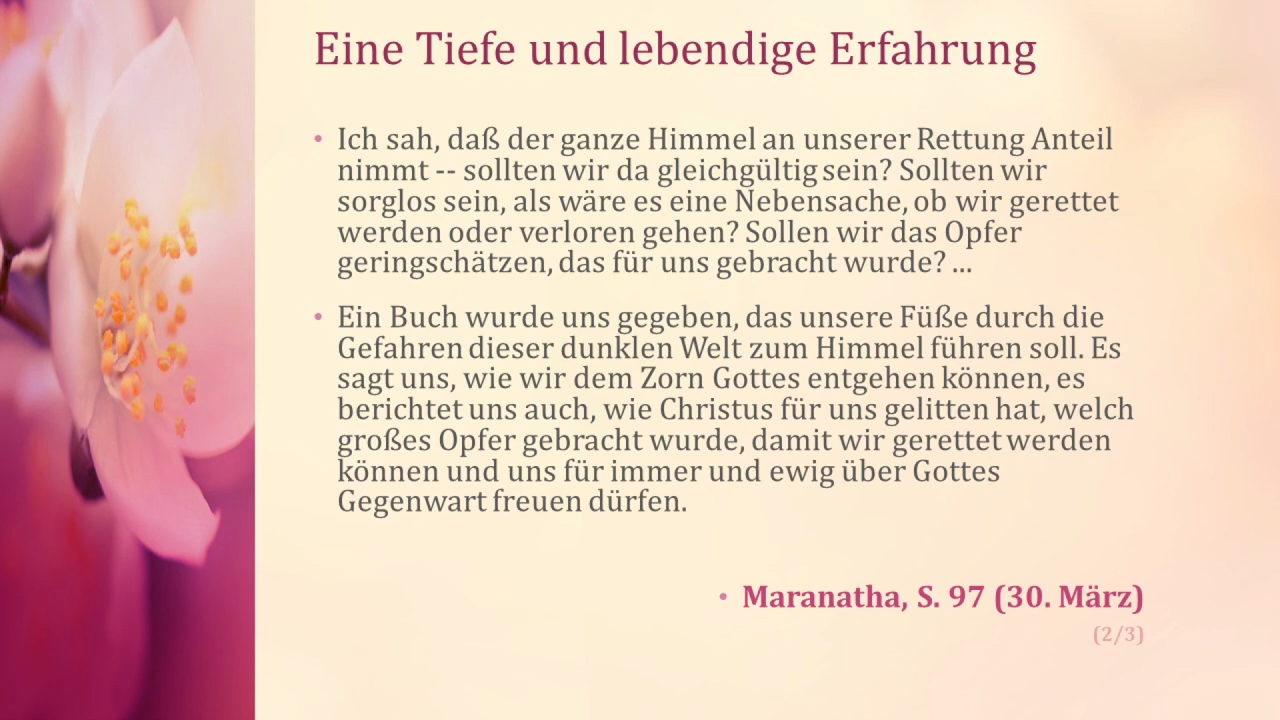 Eine Tiefe und lebendige Erfahrung
• Ich sah, daß der ganze Himmel an unserer Rettung Anteil
nimmt -- sollten wir da gleichgültig sein? Sollten wir
sorglos sein, als wäre es eine Nebensache, ob wir gerettet
werden oder verloren gehen? Sollen wir das Opfer
geringschätzen, das für uns gebracht wurde? ...
• Ein Buch wurde uns gegeben, das unsere Füße durch die
Gefahren dieser dunklen Welt zum Himmel führen soll. Es
sagt uns, wie wir dem Zorn Gottes entgehen können, es
berichtet uns auch, wie Christus für uns gelitten hat, welch
großes Opfer gebracht wurde, damit wir gerettet werden
können und uns für immer und ewig über Gottes
Gegenwart freuen dürfen.
• Maranatha, S. 97 (30. März)
(2/3)